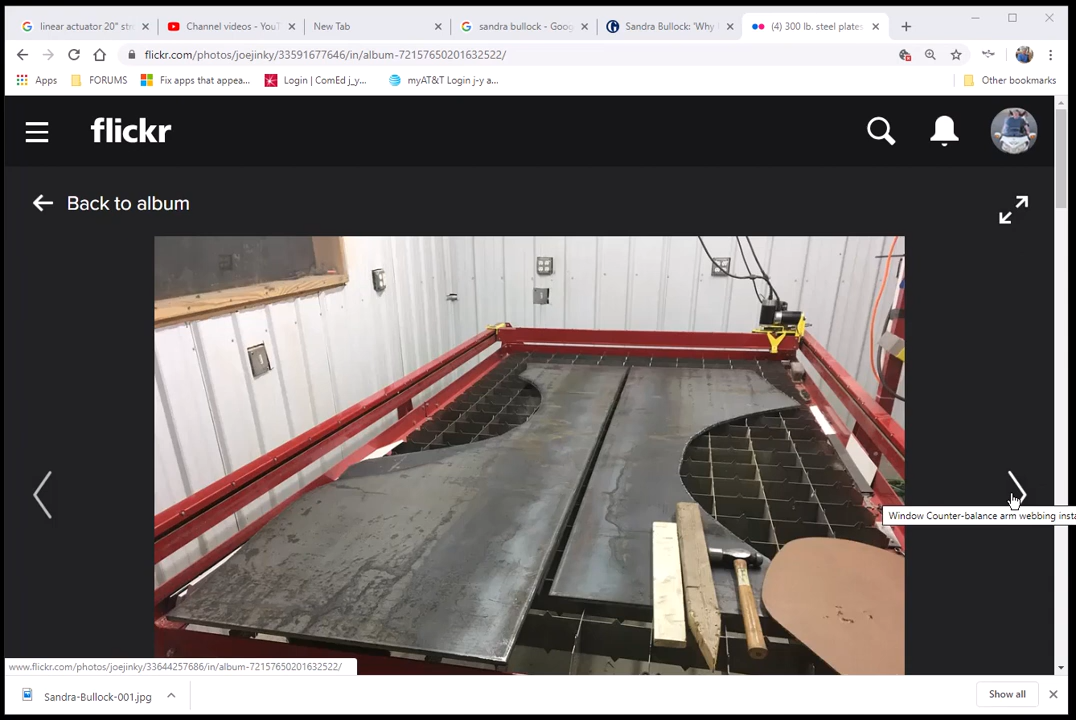 linear actuator 20" str
Channel videos - YouT
New Tab
sandra bullock - Goog
Sandra Bullock: 'Why
(4) 300 lb. steel plates
flickr.com/photos/joejinky/33591677646/in/album-72157650201632522/
Apps
FORUMS
Fix apps that appea...
Login | ComEd j_y...
myAT&T Login j-y a...
Other bookmarks
flickr
Back to album
Window Counter-balance arm webbing insta
www.flickr.com/photos/joejinky/33644257686/in/album-72157650201632522/
Sandra-Bullock-001.jpg
Show all